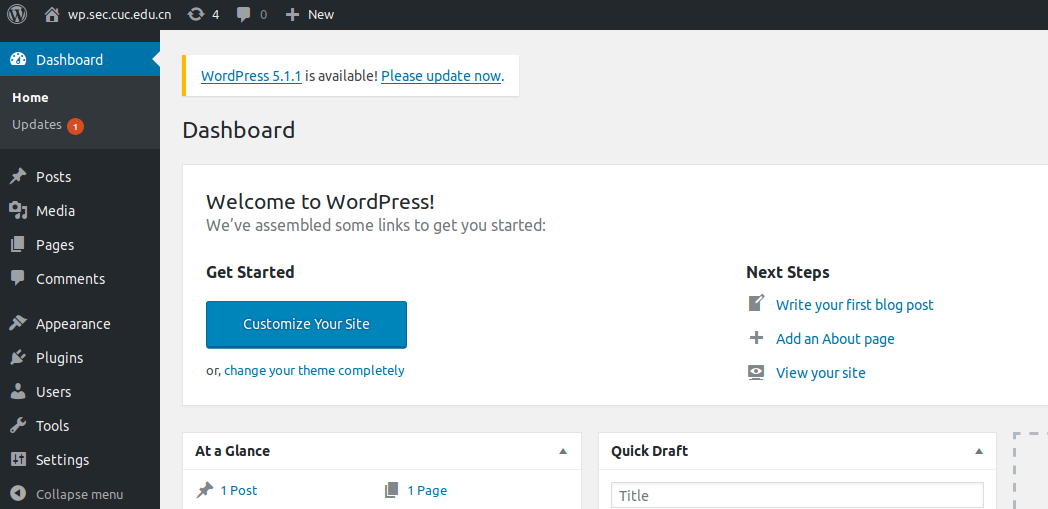 wp.sec.cuc.edu.cn 4 0 New
Dashboard
Home
Updates 1
Posts
Media
Pages
Comments
Appearance
Plugins
Users
Tools
Settings
Collapse menu
WordPress 5.1.1 is available! Please update now.
Dashboard
Welcome to WordPress!
We’ve assembled some links to get you started:
Get Started
Customize Your Site
or, change your theme completely
Next Steps
Write your first blog post
Add an About page
View your site
At a Glance
1 Post
1 Page
Quick Draft
Title